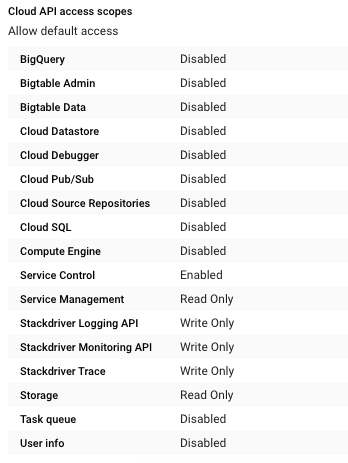 Cloud API access scopes
Allow default access
BigQuery Disabled
Bigtable Admin Disabled
Bigtable Data Disabled
Cloud Datastore Disabled
Cloud Debugger Disabled
Cloud Pub/Sub Disabled
Cloud Source Repositories Disabled
Cloud SQL Disabled
Compute Engine Disabled
Service Control Enabled
Service Management Read Only
Stackdriver Logging API Write Only
Stackdriver Monitoring API Write Only
Stackdriver Trace Write Only
Storage Read Only
Task queue Disabled
User info Disabled